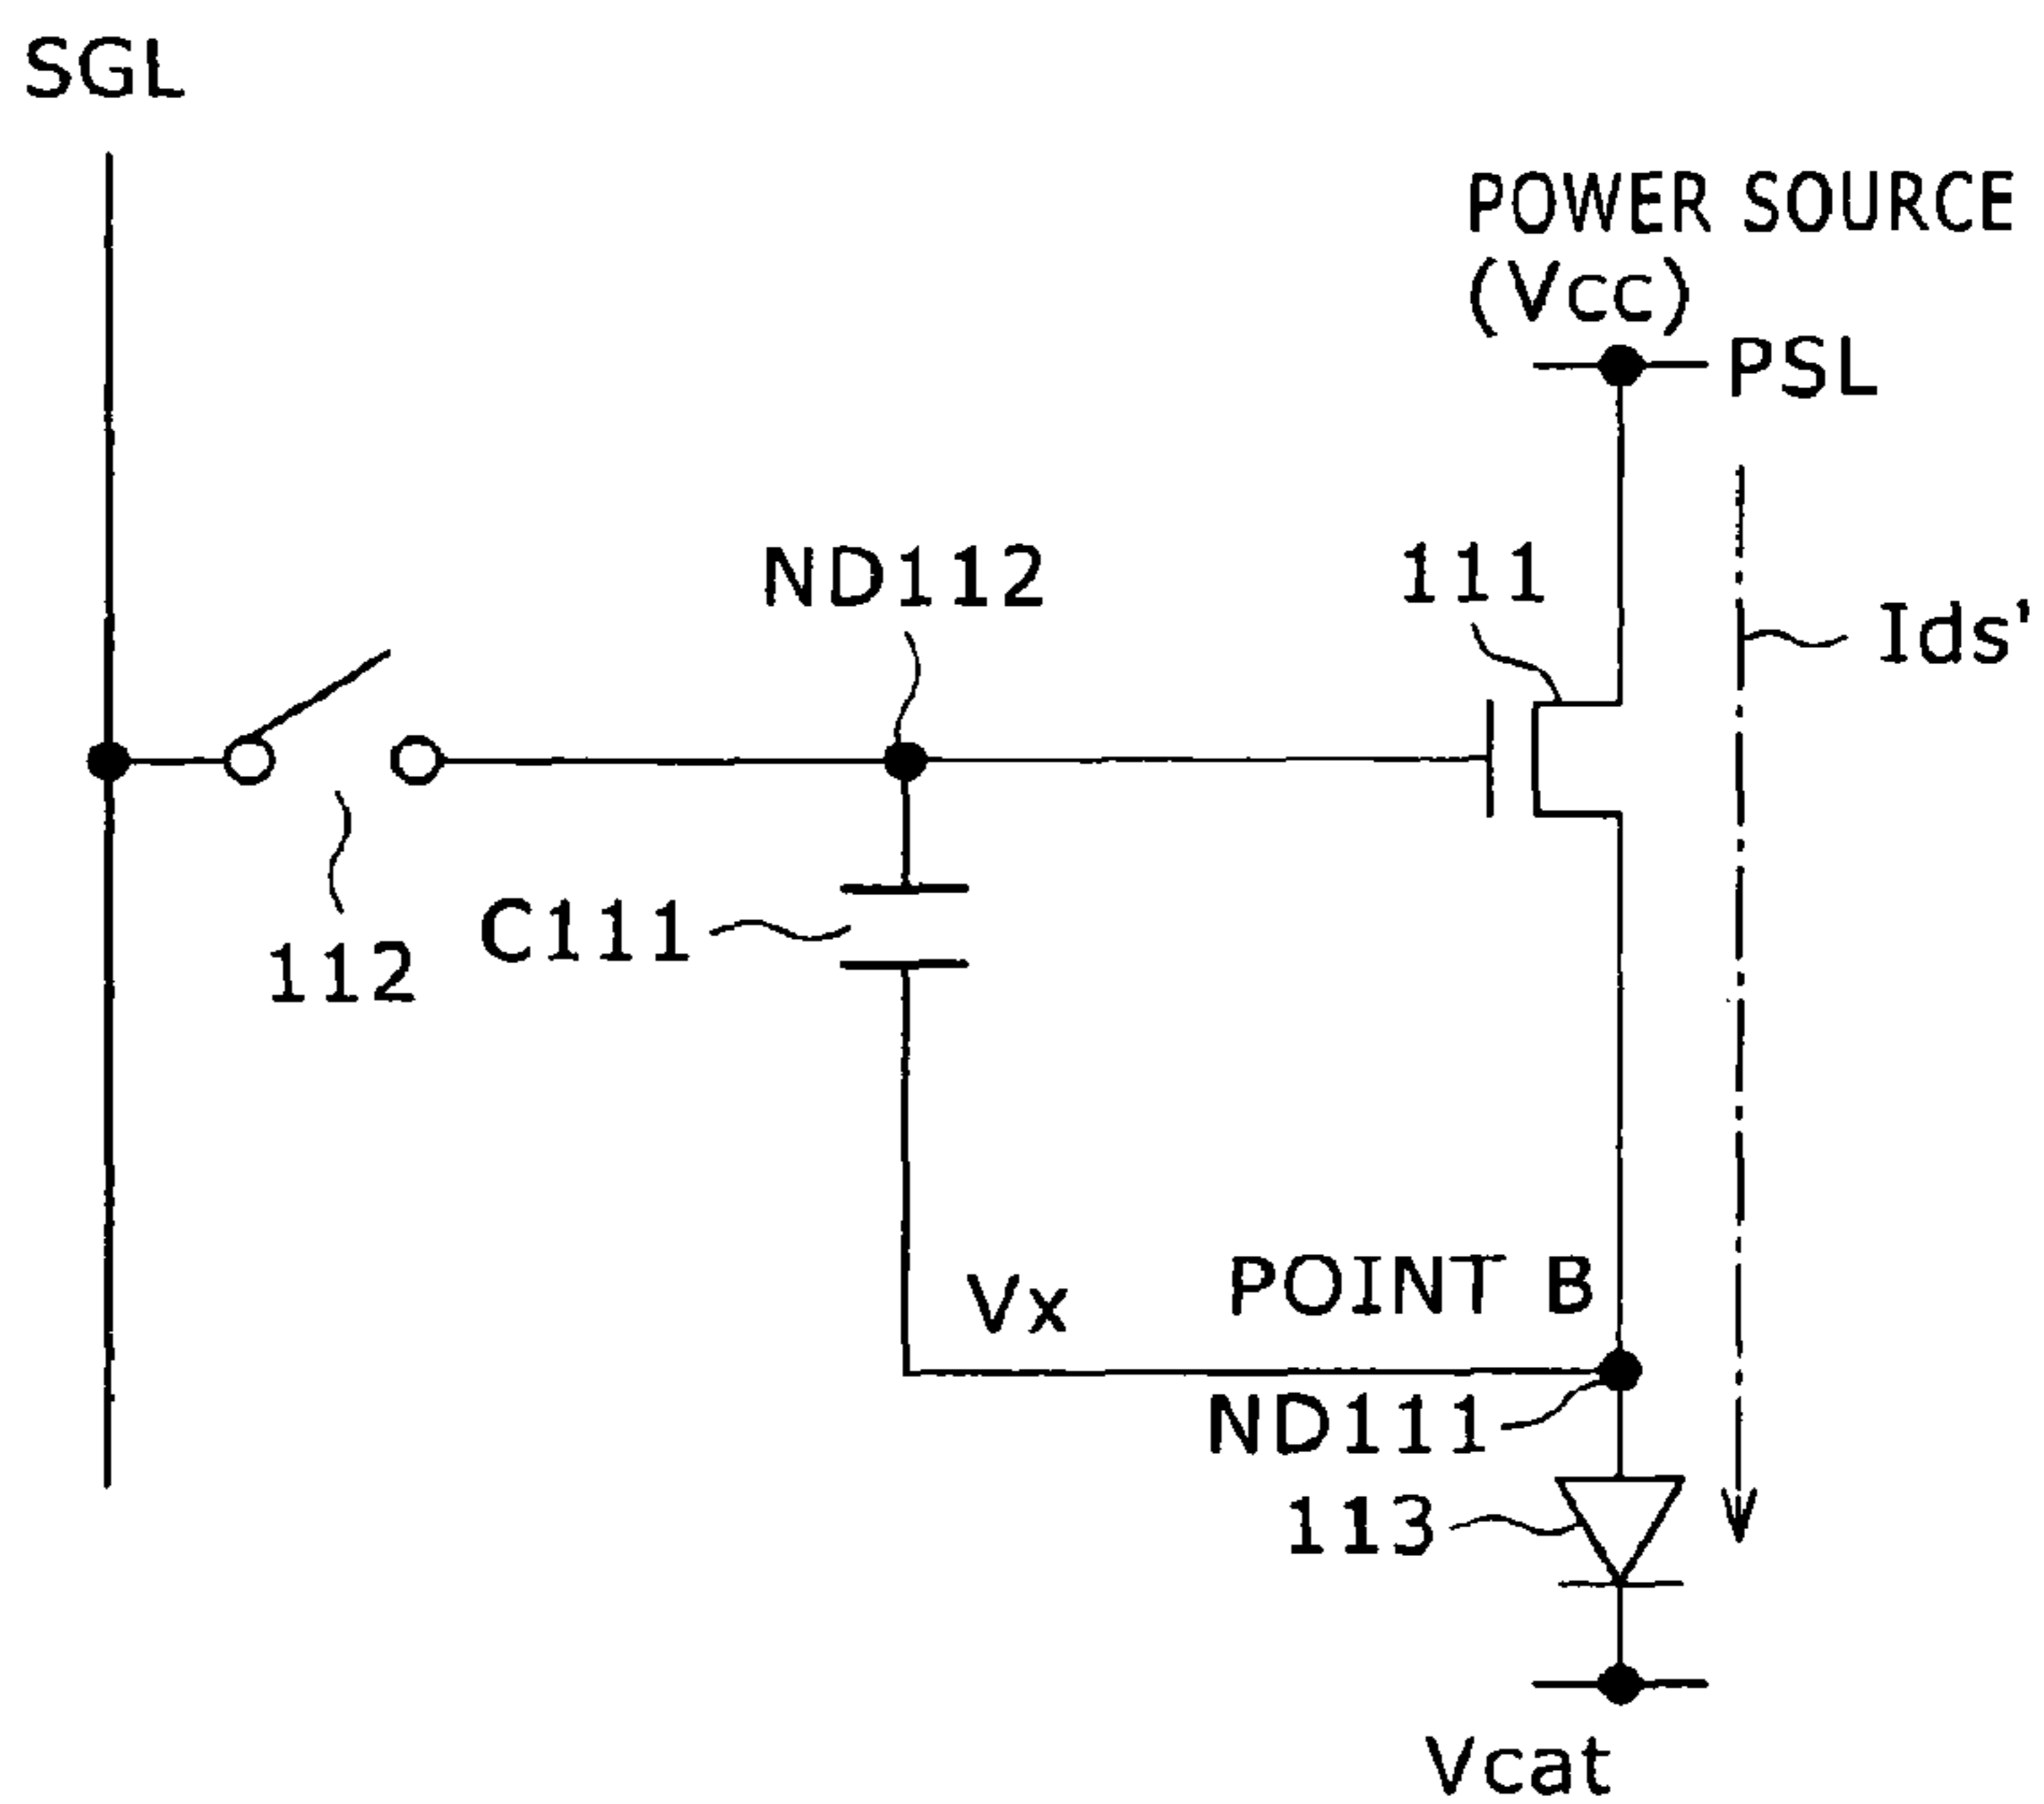 SGL
POWER SOURCE
(Vcc)
PSL
ND112
111
Ids'
C111
112
Vx
POINT B
ND111
113
Vcat